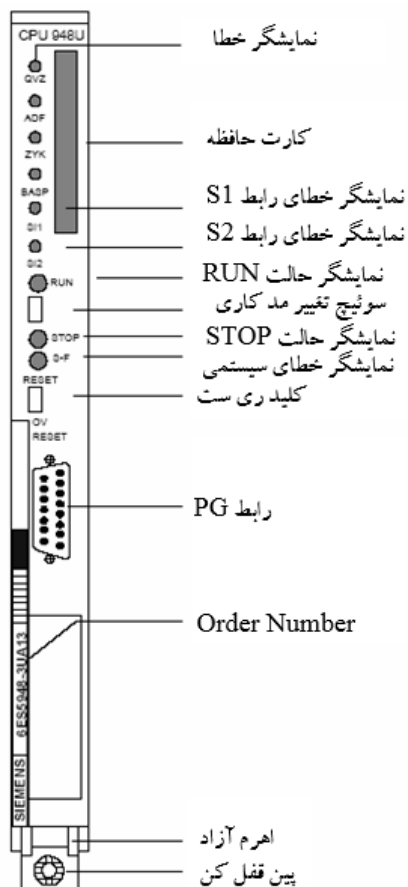 CPU 948U
QVZ
ADF
ZYK
BASP
SI1
SI2
RUN
STOP
S-F
RESET
OV
RESET
6ES5948-3UA13
SIEMENS
نمایشگر خطا
کارت حافظه
نمایشگر خطای رابط S1
نمایشگر خطای رابط S2
نمایشگر حالت RUN
سوئیچ تغییر مد کاری
نمایشگر حالت STOP
نمایشگر خطای سیستمی
کلید ری ست
رابط PG
Order Number
اهرم آزاد
پین قفل کن